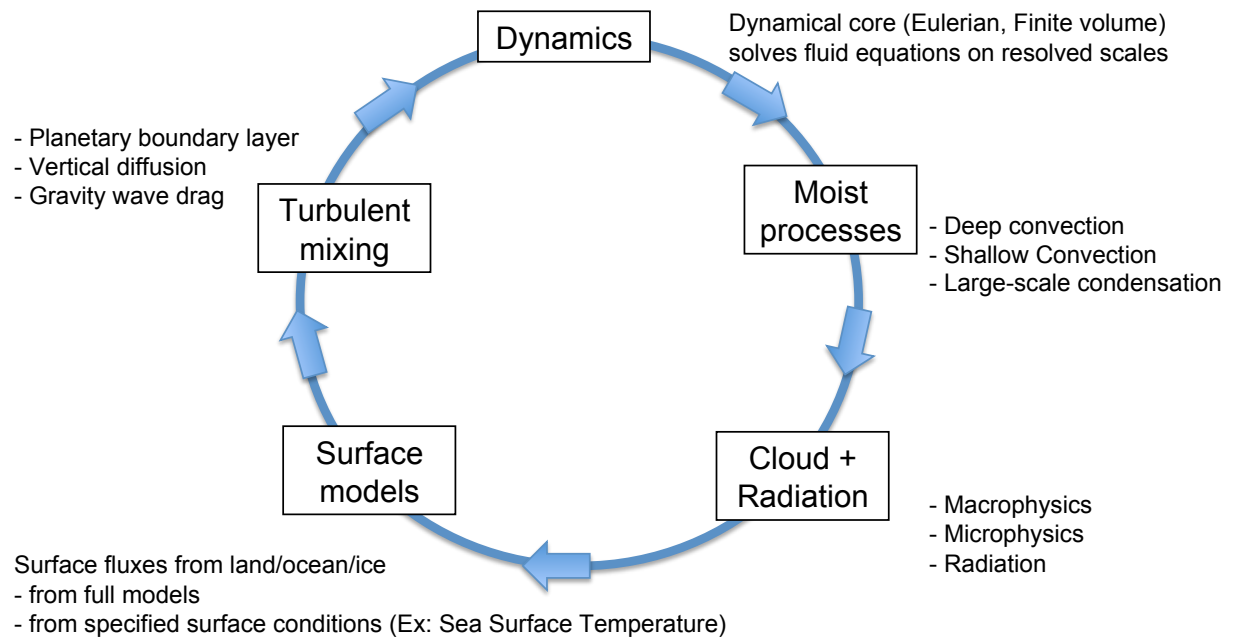 Dynamics
Dynamical core (Eulerian, Finite volume)
solves fluid equations on resolved scales
Moist
processes
- Deep convection
- Shallow Convection
- Large-scale condensation
Cloud +
Radiation
- Macrophysics
- Microphysics
- Radiation
Surface
models
Surface fluxes from land/ocean/ice
- from full models
- from specified surface conditions (Ex: Sea Surface Temperature)
Turbulent
mixing
- Planetary boundary layer
- Vertical diffusion
- Gravity wave drag